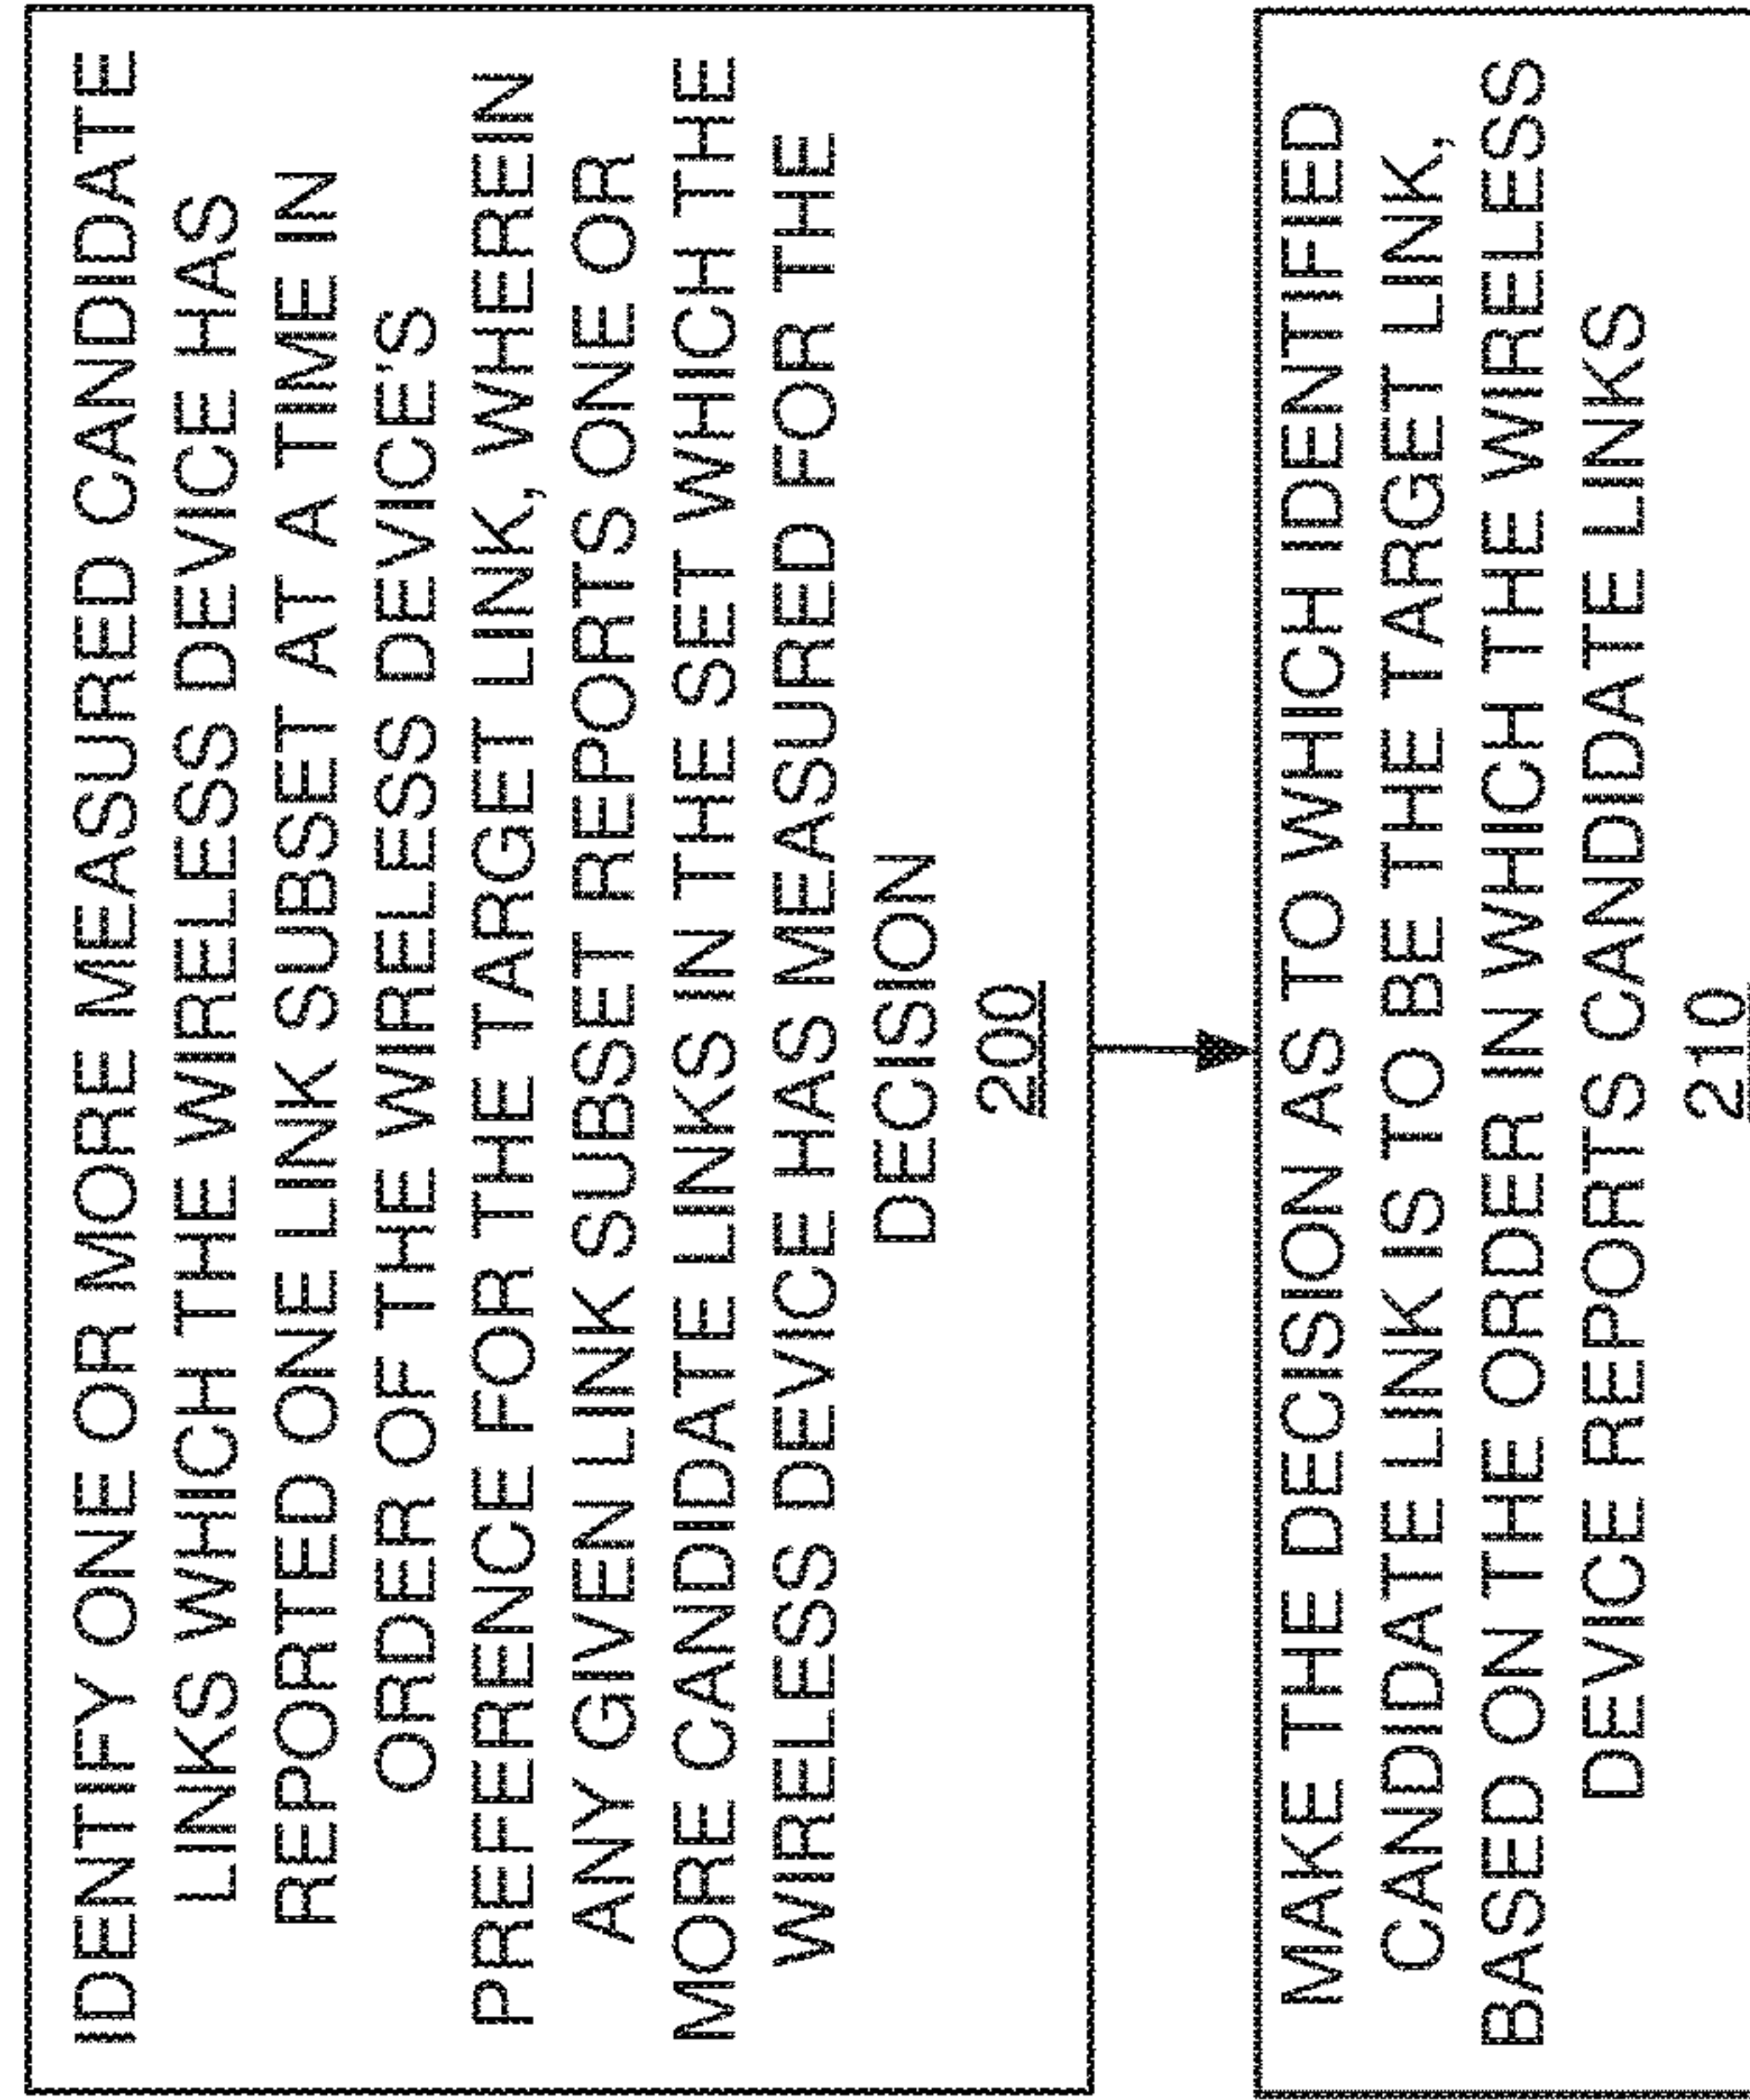 IDENTIFY ONE OR MORE MEASURED CANDIDATE
LINKS WHICH THE WIRELESS DEVICE HAS
REPORTED ONE LINK SUBSET AT A TIME IN
ORDER OF THE WIRELESS DEVICE'S
PREFERENCE FOR THE TARGET LINK, WHEREIN
ANY GIVEN LINK SUBSET REPORTS ONE OR
MORE CANDIDATE LINKS IN THE SET WHICH THE
WIRELESS DEVICE HAS MEASURED FOR THE
DECISION
200
MAKE THE DECISION AS TO WHICH IDENTIFIED
CANDIDATE LINK IS TO BE THE TARGET LINK,
BASED ON THE ORDER IN WHICH THE WIRELESS
DEVICE REPORTS CANDIDATE LINKS
210